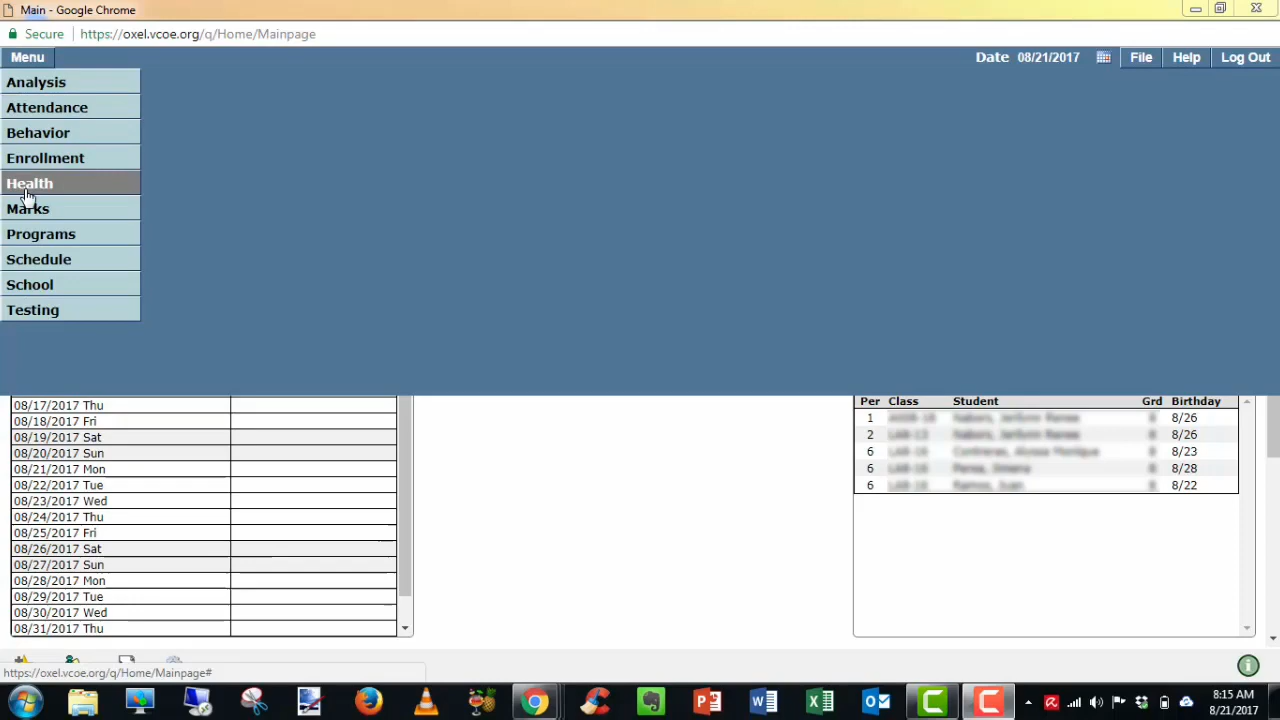 Main - Google Chrome
Secure | https://oxel.vcoe.org/q/Home/Mainpage
Menu Date 08/21/2017 File Help Log Out
Analysis
Attendance
Behavior
Enrollment
Health
Marks
Programs
Schedule
School
Testing
08/17/2017 Thu
08/18/2017 Fri
08/19/2017 Sat
08/20/2017 Sun
08/21/2017 Mon
08/22/2017 Tue
08/23/2017 Wed
08/24/2017 Thu
08/25/2017 Fri
08/26/2017 Sat
08/27/2017 Sun
08/28/2017 Mon
08/29/2017 Tue
08/30/2017 Wed
08/31/2017 Thu
Per Class Student Grd Birthday
1 8/26
2 8/26
6 8/23
6 8/28
6 8/22
https://oxel.vcoe.org/q/Home/Mainpage#
8:15 AM
8/21/2017